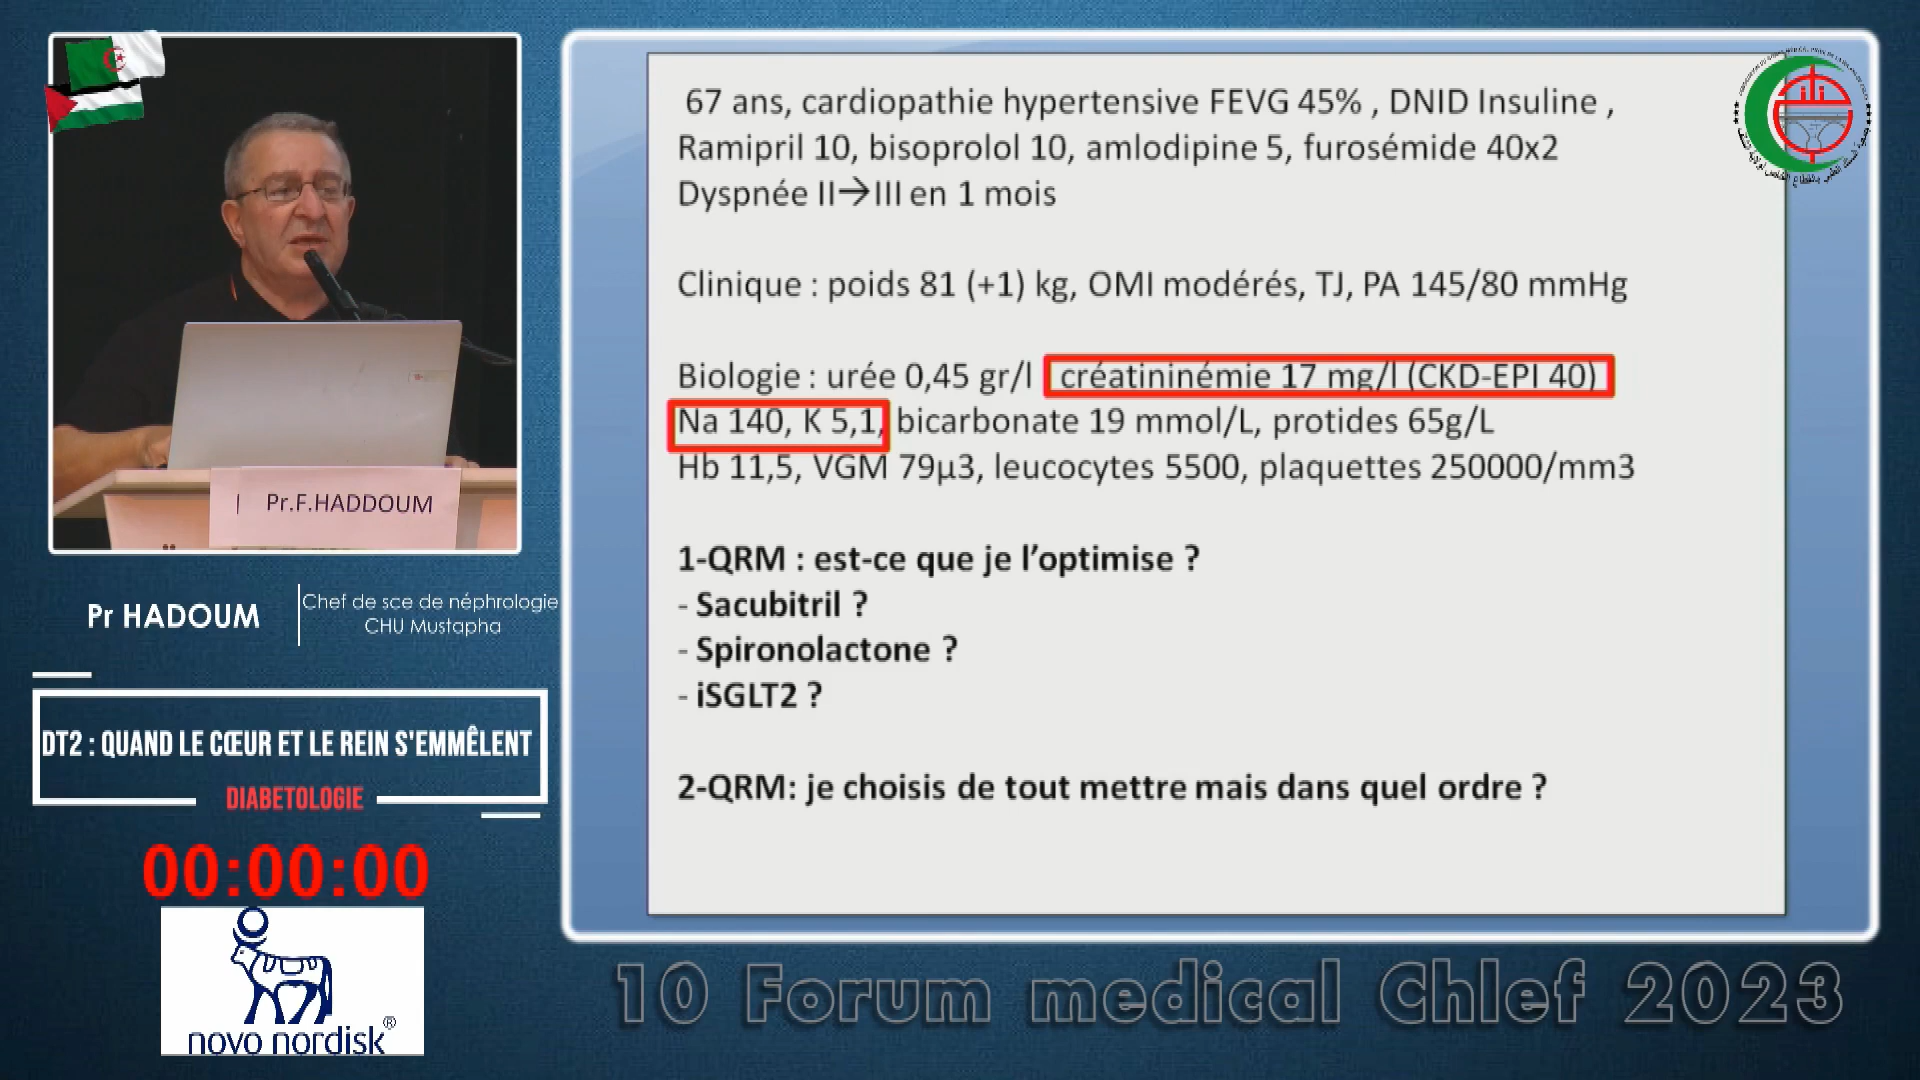 67 ans, cardiopathie hypertensive FEVG 45% , DNID Insuline ,
Ramipril 10, bisoprolol 10, amlodipine 5, furosémide 40x2
Dyspnée II→III en 1 mois
Clinique : poids 81 (+1) kg, OMI modérés, TJ, PA 145/80 mmHg
Biologie : urée 0,45 gr/l créatininémie 17 mg/l (CKD-EPI 40)
Na 140, K 5,1, bicarbonate 19 mmol/L, protides 65g/L
Hb 11,5, VGM 79µ3, leucocytes 5500, plaquettes 250000/mm3
1-QRM : est-ce que je l'optimise ?
- Sacubitril ?
- Spironolactone ?
- iSGLT2 ?
2-QRM: je choisis de tout mettre mais dans quel ordre ?
Pr.F.HADDOUM
Pr HADOUM
Chef de sce de néphrologie
CHU Mustapha
DT2 : QUAND LE CŒUR ET LE REIN S'EMMÊLENT
DIABETOLOGIE
00:00:00
novo nordisk®
10 Forum medical Chlef 2023